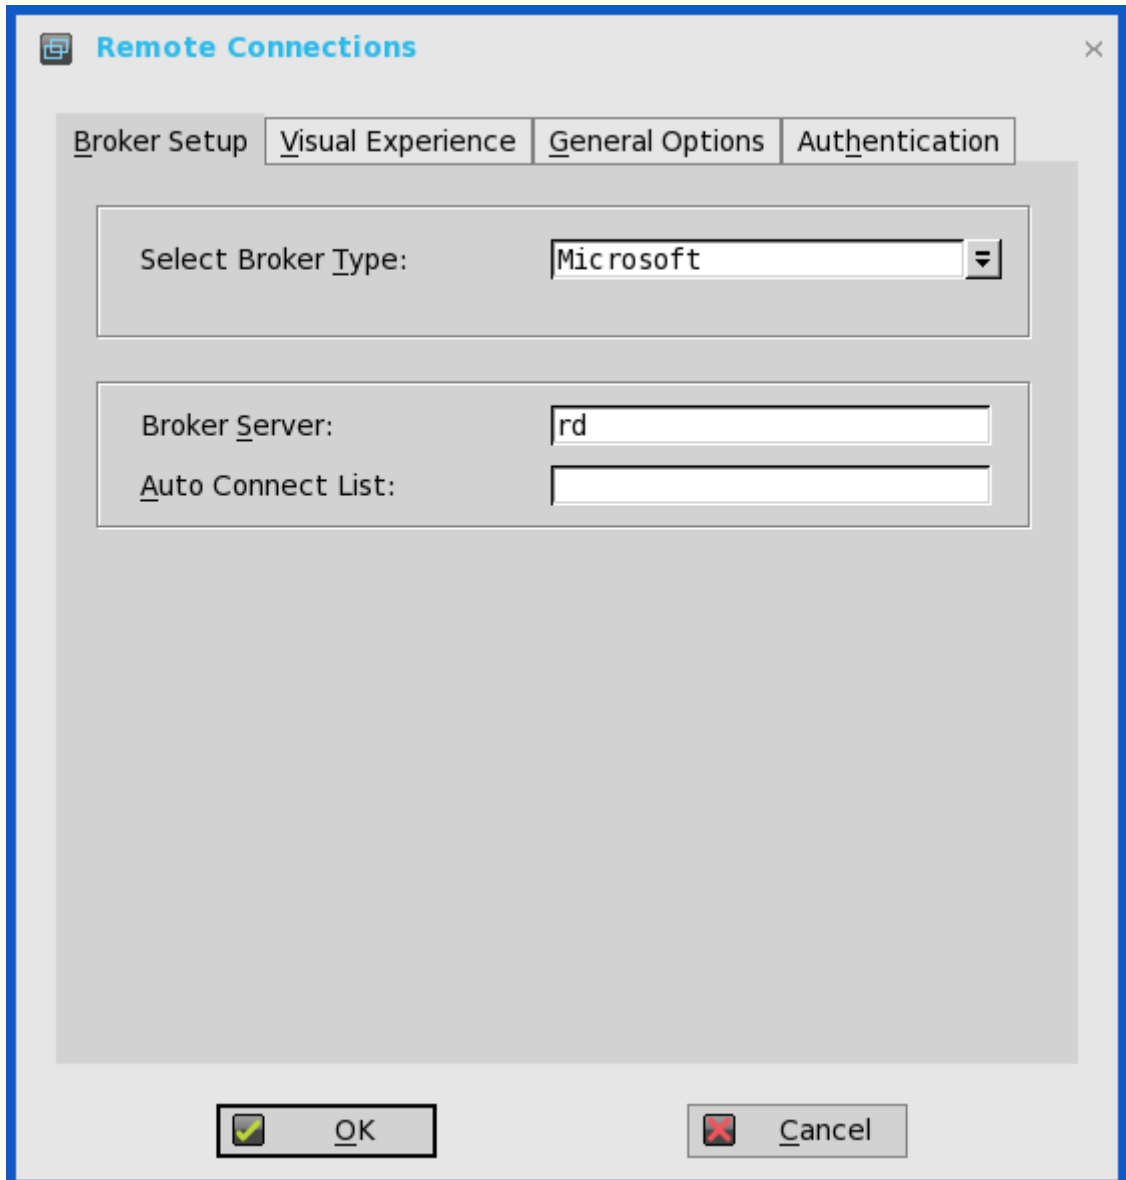 Remote Connections
Broker Setup Visual Experience General Options Authentication
Select Broker Type: Microsoft
Broker Server: rd
Auto Connect List:
OK Cancel